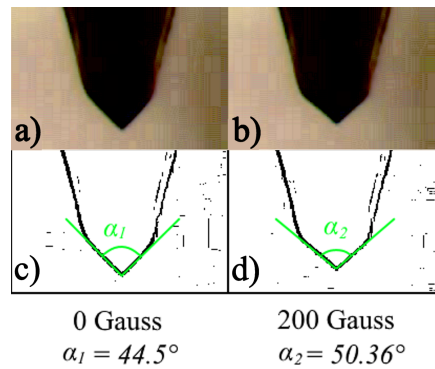 a) b)
α₁ α₂
c) d)
0 Gauss 200 Gauss
α₁ = 44.5° α₂ = 50.36°